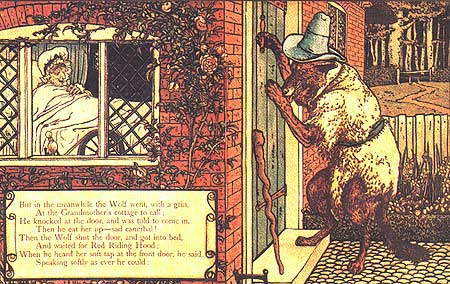 But in the meanwhile the Wolf went, with a grin,
At the Grandmother's cottage to call;
He knocked at the door, and was told to come in,
Then he eat her up—sad cannibal!
Then the Wolf shut the door, and got into bed,
And waited for Red Riding Hood;
When he heard her soft tap at the front door, he said,
Speaking softly as ever he could: